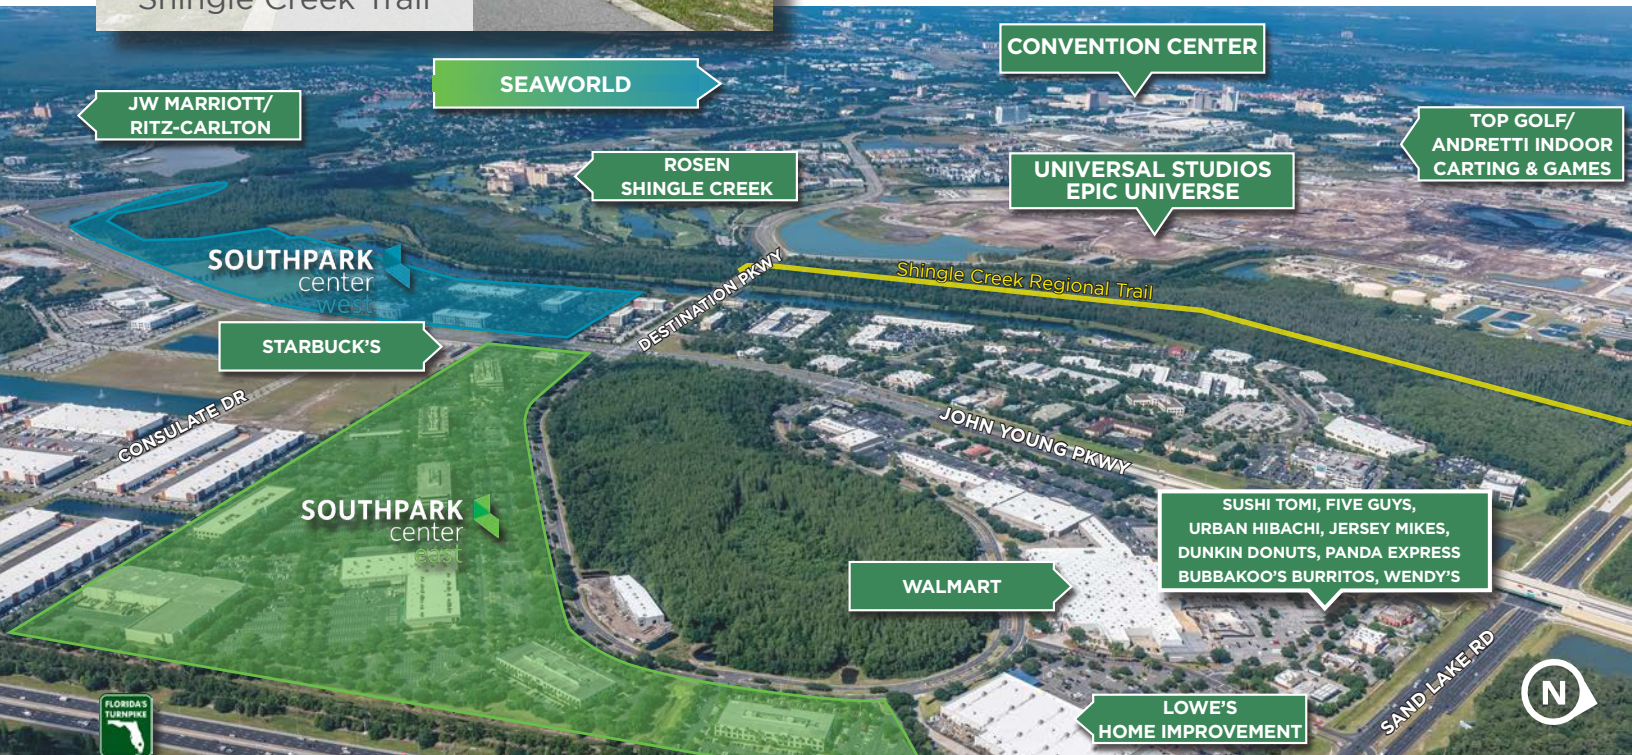 Shingle Creek Trail
CONVENTION CENTER
SEAWORLD
JW MARRIOTT/
RITZ-CARLTON
TOP GOLF/
ANDRETTI INDOOR
CARTING & GAMES
ROSEN
SHINGLE CREEK
UNIVERSAL STUDIOS
EPIC UNIVERSE
SOUTHPARK
center
west
DESTINATION PKWY
Shingle Creek Regional Trail
STARBUCK'S
CONSULATE DR
JOHN YOUNG PKWY
SOUTHPARK
center
east
SUSHI TOMI, FIVE GUYS,
URBAN HIBACHI, JERSEY MIKES,
DUNKIN DONUTS, PANDA EXPRESS
BUBBAKOO'S BURRITOS, WENDY'S
WALMART
SAND LAKE RD
N
FLORIDA'S
TURNPIKE
LOWE'S
HOME IMPROVEMENT